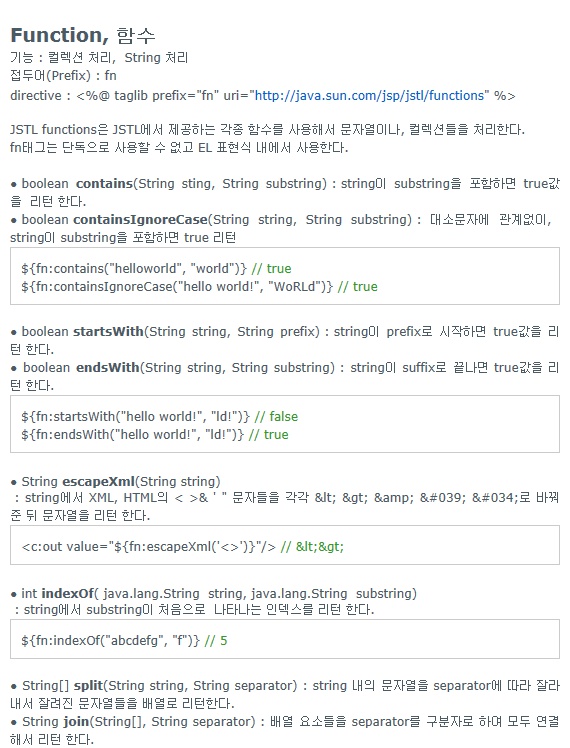 Function, 함수
기능 : 컬렉션 처리, String 처리
접두어(Prefix) : fn
directive : <%@ taglib prefix="fn" uri="http://java.sun.com/jsp/jstl/functions" %>
JSTL functions은 JSTL에서 제공하는 각종 함수를 사용해서 문자열이나, 컬렉션들을 처리한다.
fn태그는 단독으로 사용할 수 없고 EL 표현식 내에서 사용한다.
● boolean contains(String sting, String substring) : string이 substring을 포함하면 true값
을 리턴 한다.
● boolean containsIgnoreCase(String string, String substring) : 대소문자에 관계없이,
string이 substring을 포함하면 true 리턴
${fn:contains("helloworld", "world")} // true
${fn:containsIgnoreCase("hello world!", "WoRLd")} // true
● boolean startsWith(String string, String prefix) : string이 prefix로 시작하면 true값을 리
턴 한다.
● boolean endsWith(String string, String substring) : string이 suffix로 끝나면 true값을 리
턴 한다.
${fn:startsWith("hello world!", "ld!")} // false
${fn:endsWith("hello world!", "ld!")} // true
● String escapeXml(String string)
: string에서 XML, HTML의 < >& ' " 문자들을 각각 &lt; &gt; &amp; &#039; &#034;로 바꿔
준 뒤 문자열을 리턴 한다.
<c:out value="${fn:escapeXml('<>')}"/> // &lt;&gt;
● int indexOf( java.lang.String string, java.lang.String substring)
: string에서 substring이 처음으로 나타나는 인덱스를 리턴 한다.
${fn:indexOf("abcdefg", "f")} // 5
● String[] split(String string, String separator) : string 내의 문자열을 separator에 따라 잘라
내서 잘려진 문자열들을 배열로 리턴한다.
● String join(String[], String separator) : 배열 요소들을 separator를 구분자로 하여 모두 연결
해서 리턴 한다.